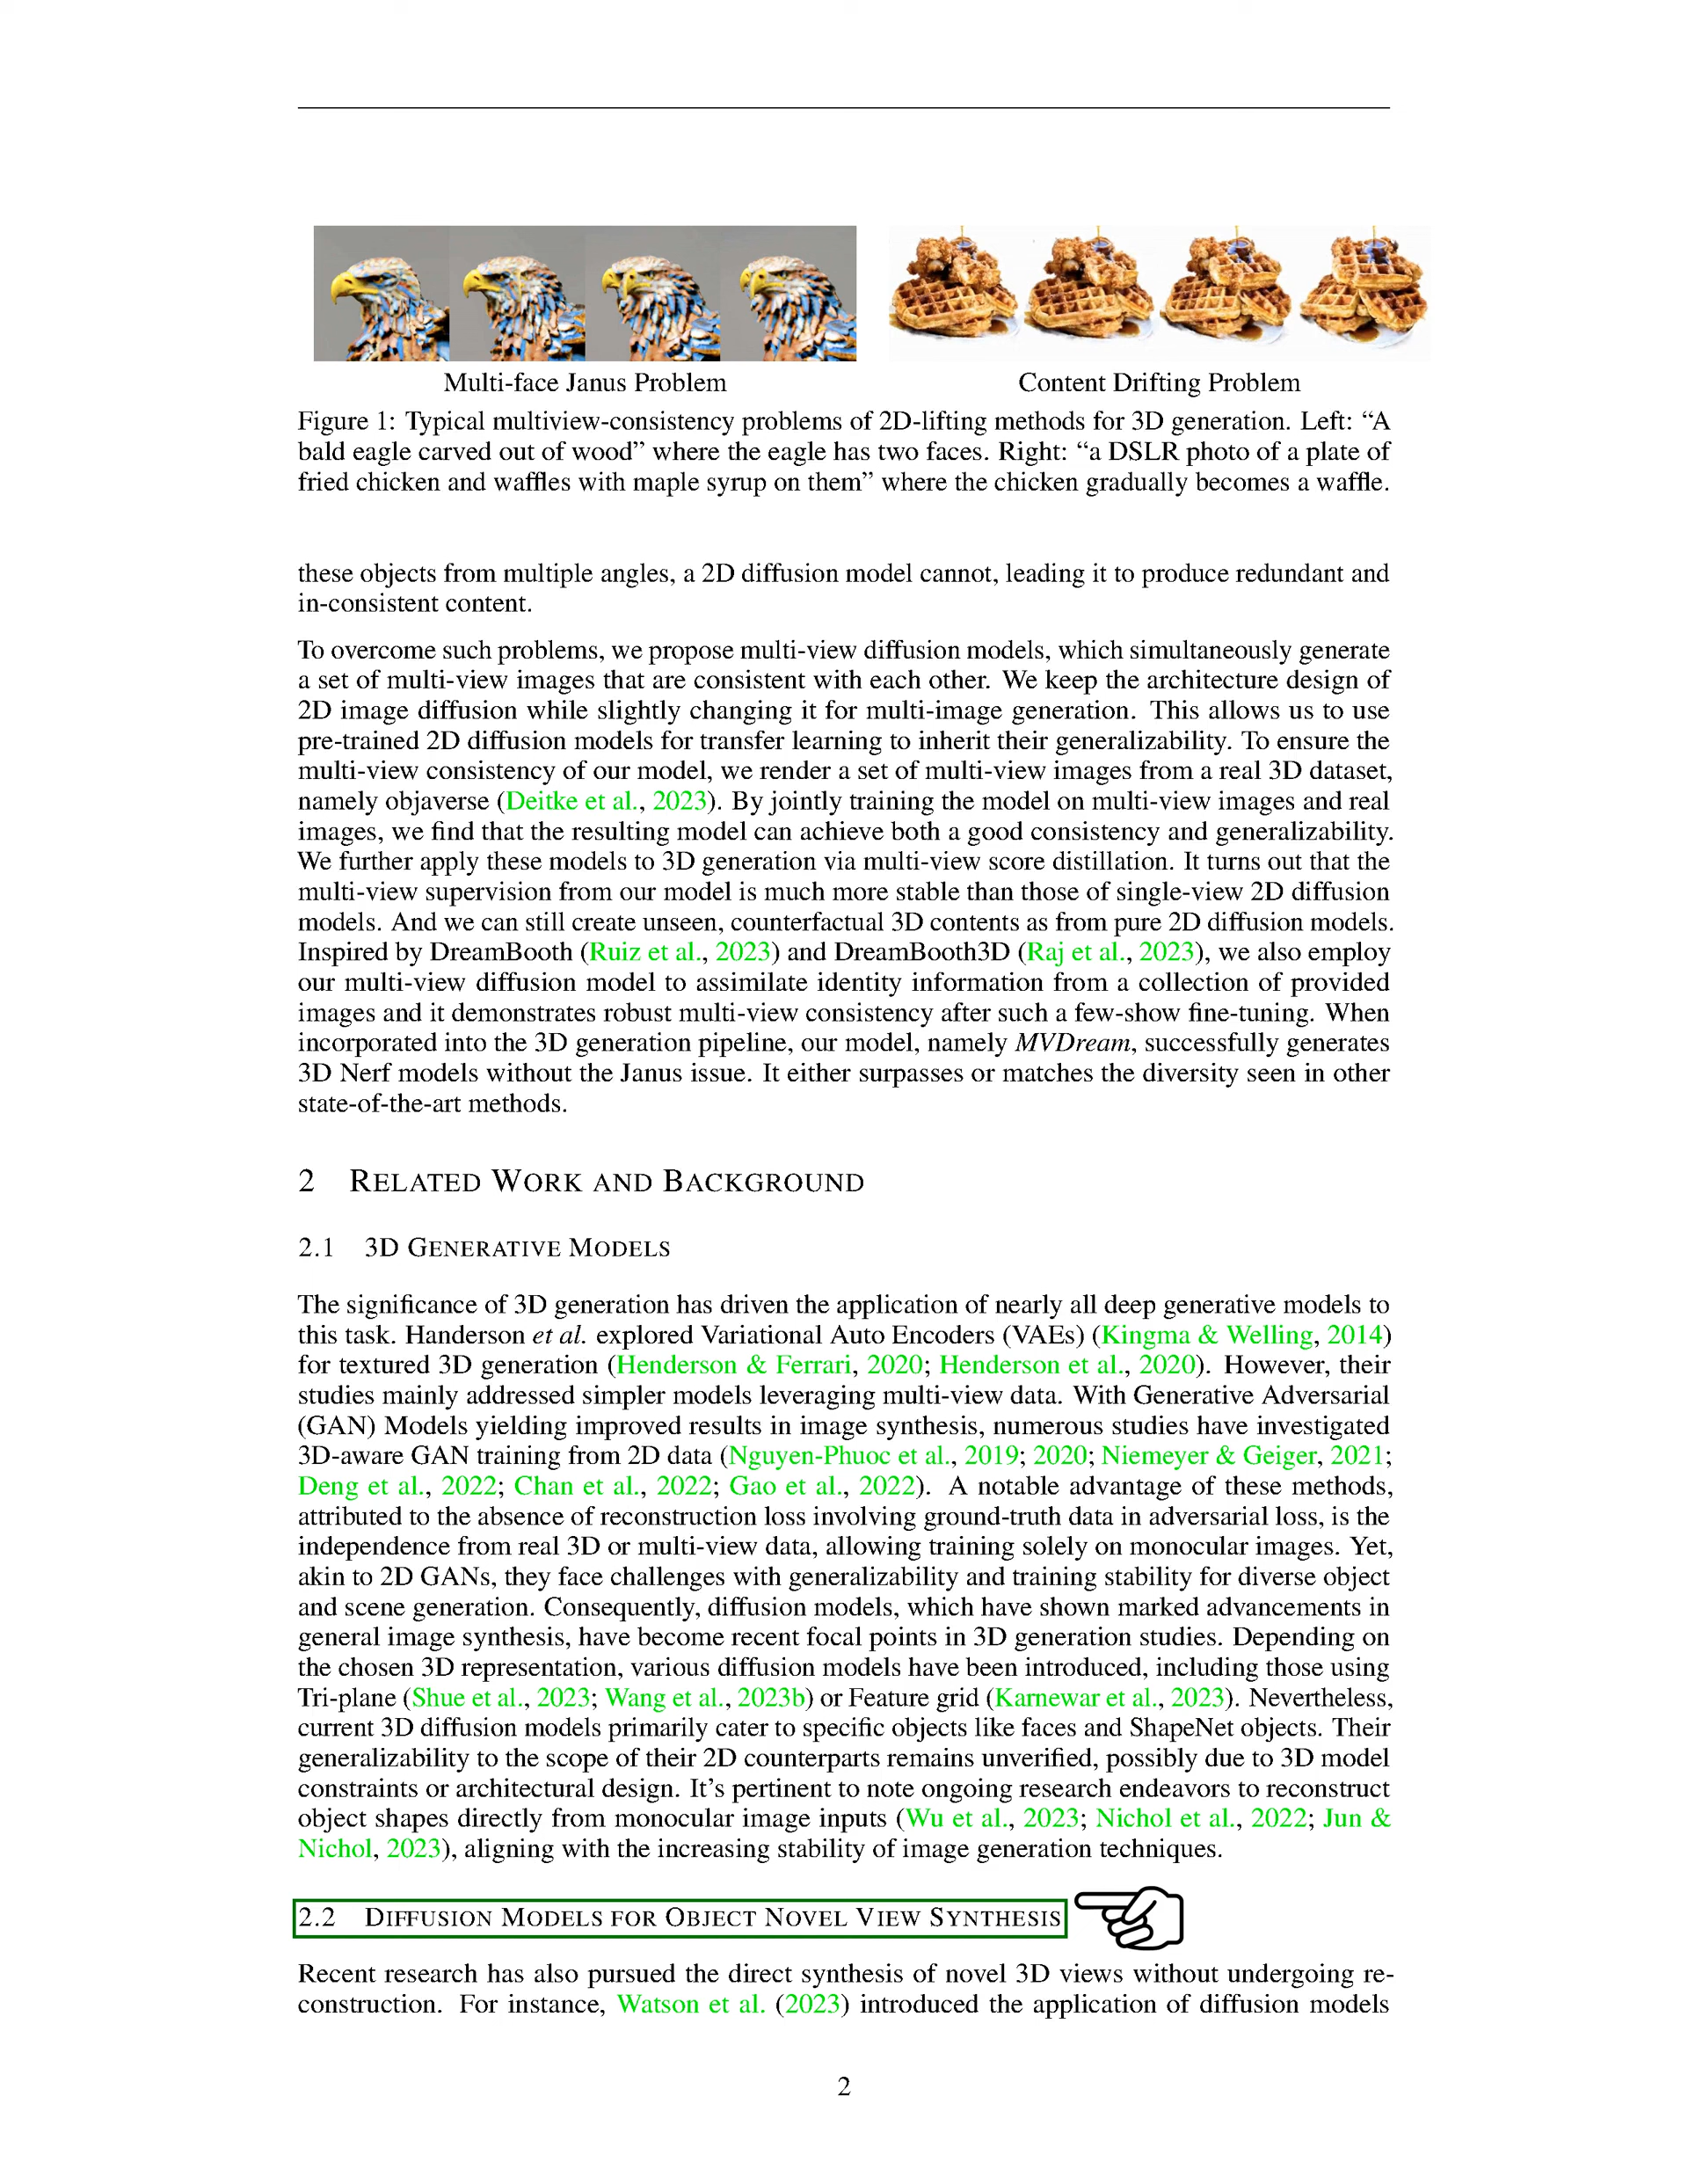 Multi-face Janus Problem
Content Drifting Problem
Figure 1: Typical multiview-consistency problems of 2D-lifting methods for 3D generation. Left: “A
bald eagle carved out of wood” where the eagle has two faces. Right: “a DSLR photo of a plate of
fried chicken and waffles with maple syrup on them” where the chicken gradually becomes a waffle.
these objects from multiple angles, a 2D diffusion model cannot, leading it to produce redundant and
in-consistent content.
To overcome such problems, we propose multi-view diffusion models, which simultaneously generate
a set of multi-view images that are consistent with each other. We keep the architecture design of
2D image diffusion while slightly changing it for multi-image generation. This allows us to use
pre-trained 2D diffusion models for transfer learning to inherit their generalizability. To ensure the
multi-view consistency of our model, we render a set of multi-view images from a real 3D dataset,
namely objaverse (Deitke et al., 2023). By jointly training the model on multi-view images and real
images, we find that the resulting model can achieve both a good consistency and generalizability.
We further apply these models to 3D generation via multi-view score distillation. It turns out that the
multi-view supervision from our model is much more stable than those of single-view 2D diffusion
models. And we can still create unseen, counterfactual 3D contents as from pure 2D diffusion models.
Inspired by DreamBooth (Ruiz et al., 2023) and DreamBooth3D (Raj et al., 2023), we also employ
our multi-view diffusion model to assimilate identity information from a collection of provided
images and it demonstrates robust multi-view consistency after such a few-show fine-tuning. When
incorporated into the 3D generation pipeline, our model, namely MVDream, successfully generates
3D Nerf models without the Janus issue. It either surpasses or matches the diversity seen in other
state-of-the-art methods.
2 RELATED WORK AND BACKGROUND
2.1 3D GENERATIVE MODELS
The significance of 3D generation has driven the application of nearly all deep generative models to
this task. Handerson et al. explored Variational Auto Encoders (VAEs) (Kingma & Welling, 2014)
for textured 3D generation (Henderson & Ferrari, 2020; Henderson et al., 2020). However, their
studies mainly addressed simpler models leveraging multi-view data. With Generative Adversarial
(GAN) Models yielding improved results in image synthesis, numerous studies have investigated
3D-aware GAN training from 2D data (Nguyen-Phuoc et al., 2019; 2020; Niemeyer & Geiger, 2021;
Deng et al., 2022; Chan et al., 2022; Gao et al., 2022). A notable advantage of these methods,
attributed to the absence of reconstruction loss involving ground-truth data in adversarial loss, is the
independence from real 3D or multi-view data, allowing training solely on monocular images. Yet,
akin to 2D GANs, they face challenges with generalizability and training stability for diverse object
and scene generation. Consequently, diffusion models, which have shown marked advancements in
general image synthesis, have become recent focal points in 3D generation studies. Depending on
the chosen 3D representation, various diffusion models have been introduced, including those using
Tri-plane (Shue et al., 2023; Wang et al., 2023b) or Feature grid (Karnewar et al., 2023). Nevertheless,
current 3D diffusion models primarily cater to specific objects like faces and ShapeNet objects. Their
generalizability to the scope of their 2D counterparts remains unverified, possibly due to 3D model
constraints or architectural design. It’s pertinent to note ongoing research endeavors to reconstruct
object shapes directly from monocular image inputs (Wu et al., 2023; Nichol et al., 2022; Jun &
Nichol, 2023), aligning with the increasing stability of image generation techniques.
2.2 DIFFUSION MODELS FOR OBJECT NOVEL VIEW SYNTHESIS
Recent research has also pursued the direct synthesis of novel 3D views without undergoing re-
construction. For instance, Watson et al. (2023) introduced the application of diffusion models
2